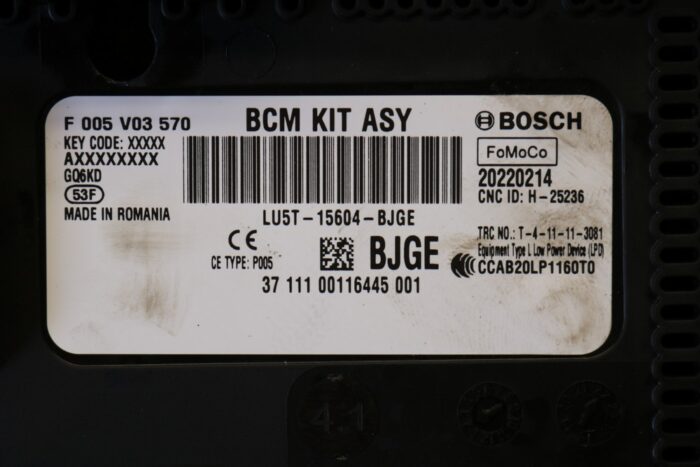 F 005 V03 570
BCM KIT ASY
BOSCH
KEY CODE: XXXXX
AXXXXXXXX
GQ6KD
53F
MADE IN ROMANIA
FoMoCo
20220214
CNC ID: H-25236
LU5T-15604-BJGE
CE
CE TYPE: P005
BJGE
TRC NO.: T-4-11-11-3081
Equipment Type L Low Power Device (LPD)
CCAB20LP1160T0
37 111 00116445 001
41